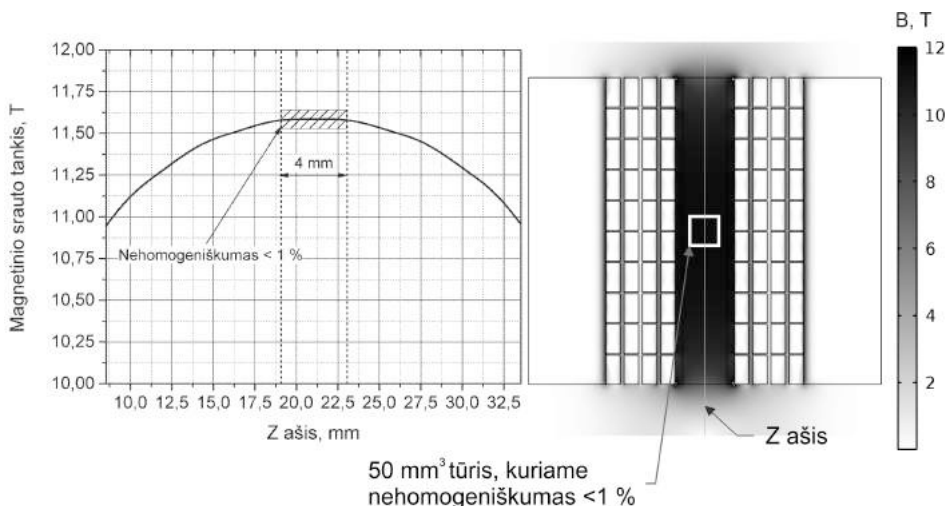 Magnetinio srauto tankis, T
12,00
11,75
11,50
11,25
11,00
10,75
10,50
10,25
10,00
4 mm
Nehomogeniškumas < 1 %
10,0 12,5 15,0 17,5 20,0 22,5 25,0 27,5 30,0 32,5
Z ašis, mm
B, T
12
10
8
6
4
2
Z ašis
50 mm³ tūris, kuriame
nehomogeniškumas <1 %